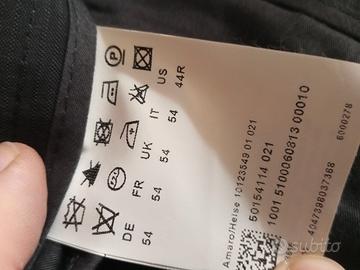 US
44R
IT
54
UK
54
FR
54
DE
54
Amaro/Heise 10123549 01 021
50154114 021
1001 5100060813 00010
4047398037368
6000278
subito